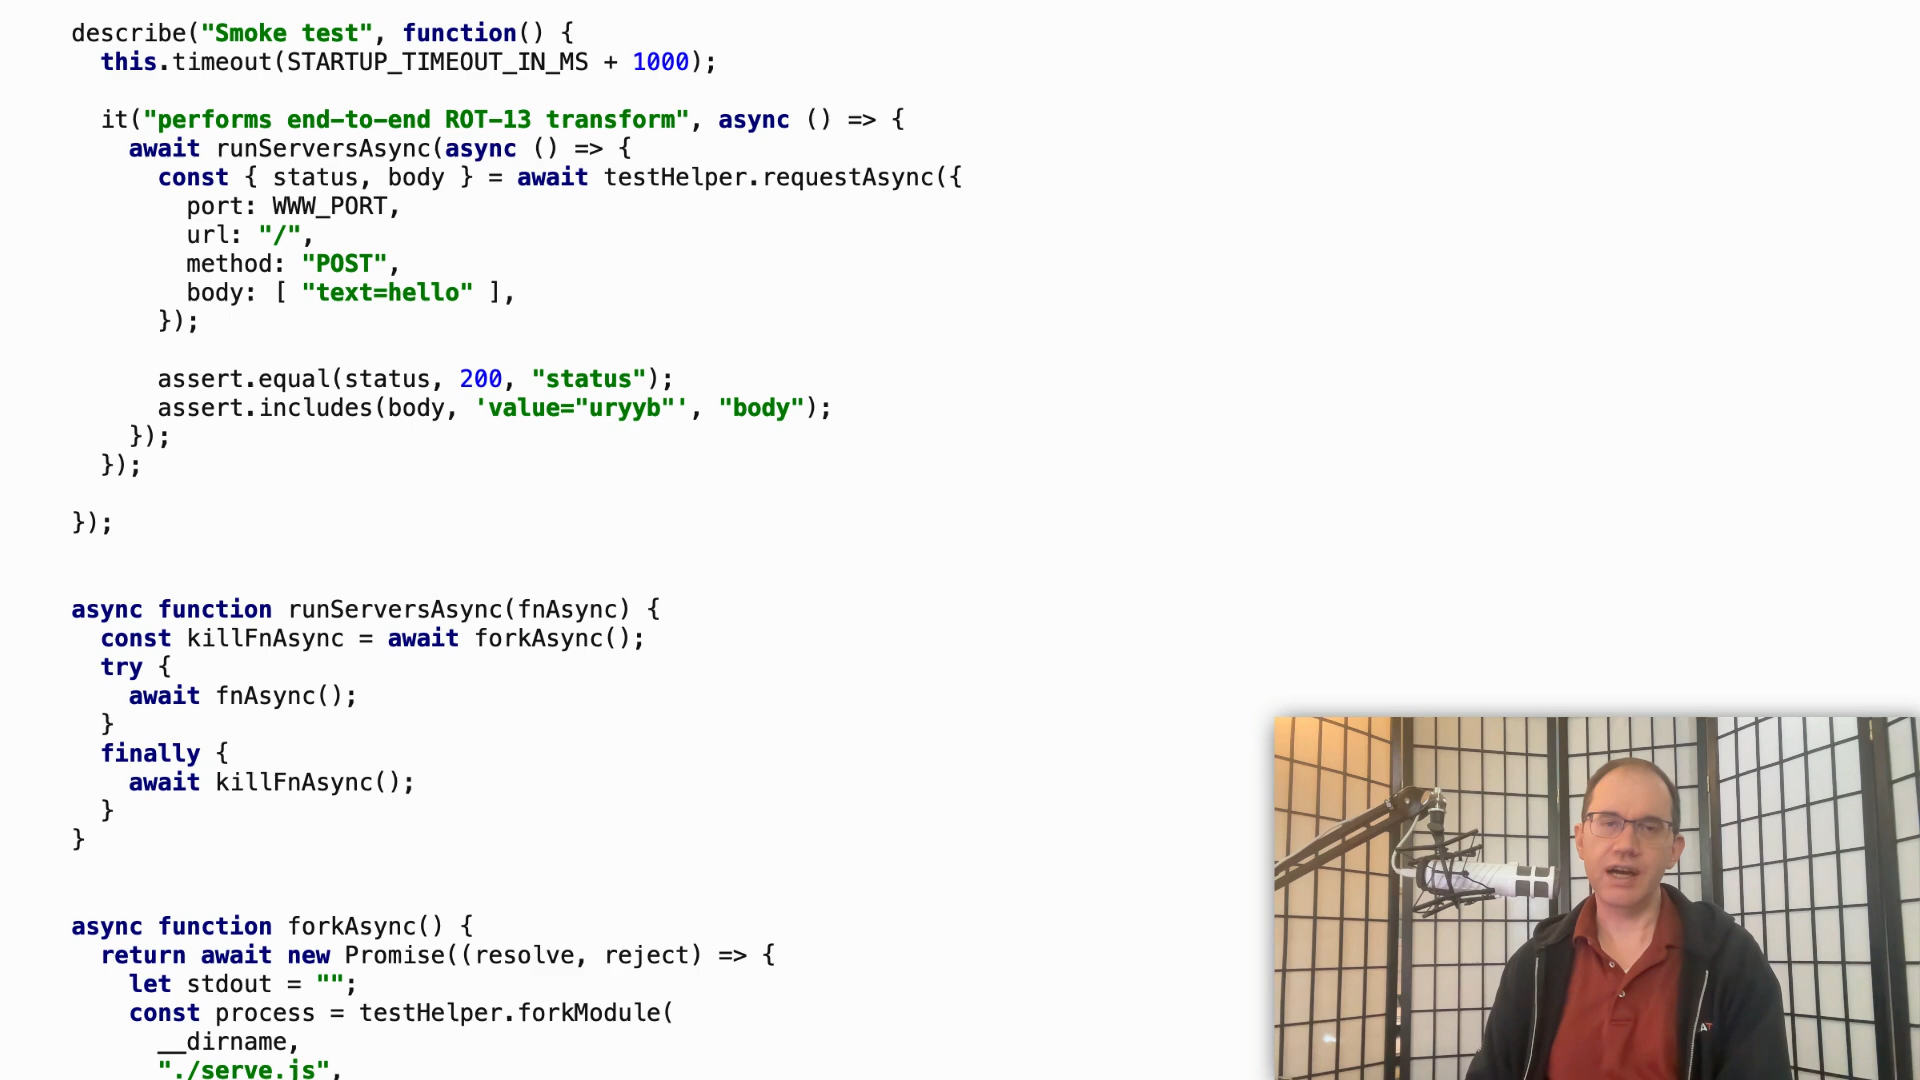 describe("Smoke test", function() {
  this.timeout(STARTUP_TIMEOUT_IN_MS + 1000);
  it("performs end-to-end ROT-13 transform", async () => {
    await runServersAsync(async () => {
      const { status, body } = await testHelper.requestAsync({
        port: WWW_PORT,
        url: "/",
        method: "POST",
        body: [ "text=hello" ],
      });
      assert.equal(status, 200, "status");
      assert.includes(body, 'value="uryyb"', "body");
    });
  });
});
async function runServersAsync(fnAsync) {
  const killFnAsync = await forkAsync();
  try {
    await fnAsync();
  }
  finally {
    await killFnAsync();
  }
}
async function forkAsync() {
  return await new Promise((resolve, reject) => {
    let stdout = "";
    const process = testHelper.forkModule(
      __dirname,
      "./serve.js",